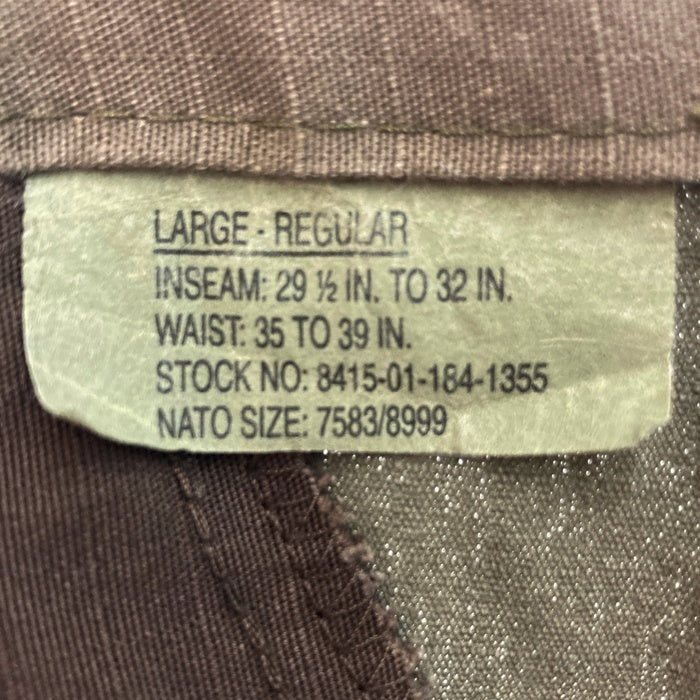 LARGE - REGULAR
INSEAM: 29 ½ IN. TO 32 IN.
WAIST: 35 TO 39 IN.
STOCK NO: 8415-01-184-1355
NATO SIZE: 7583/8999